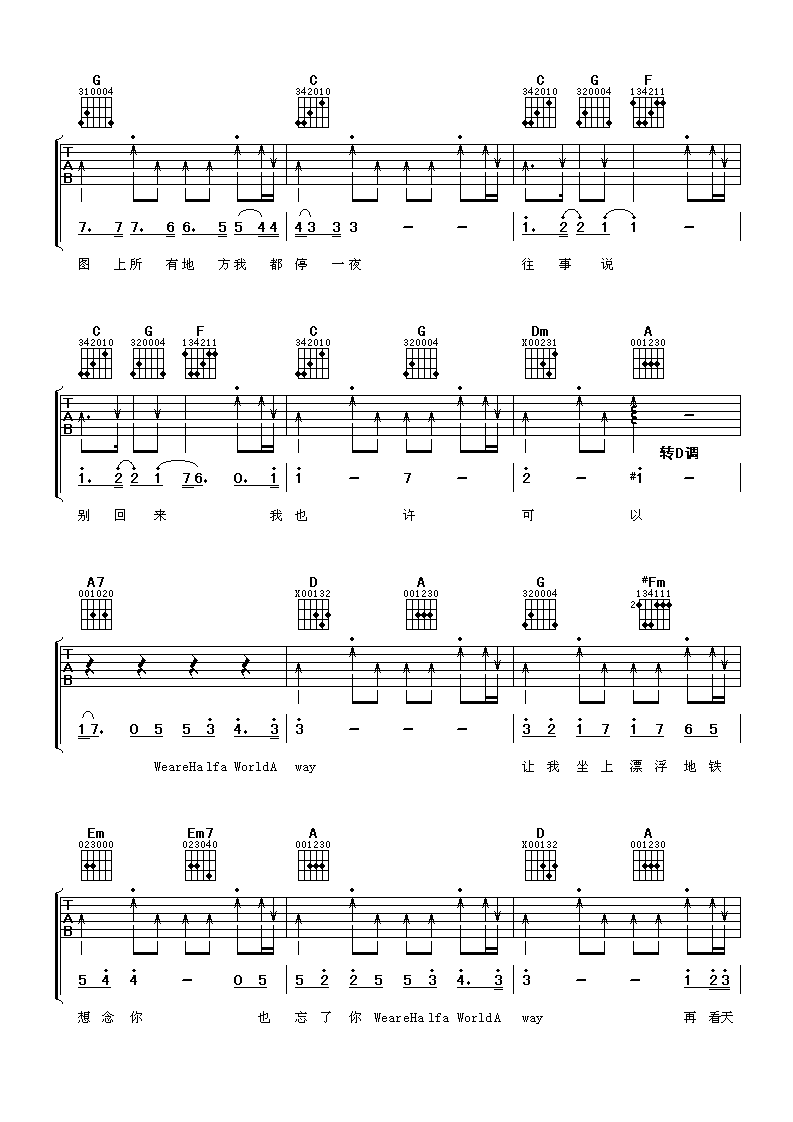 G C C G F
310004 342010 342010 320004 134211
T
A
B
7. 7 7. 6 6. 5 5 4 4 4 3 3 3 - - 1. 2 2 1 1 -
图 上所 有地 方我 都停 一夜 往 事 说
C G F C G Dm A
342010 320004 134211 342010 320004 X00231 001230
T
A
B
转D调
1. 2 2 1 7 6. 0. 1 1 - 7 - 2 - #1 -
别 回 来 我也 许 可 以
A7 D A G #Fm
001020 X00132 001230 320004 2 134111
T
A
B
1 7. 0 5 5 3 4. 3 3 - - - 3 2 1 7 1 7 6 5
WeareHalfa WorldA way 让我 坐上 漂浮 地铁
Em Em7 A D A
023000 023040 001230 X00132 001230
T
A
B
5 4 4 - 0 5 5 2 2 5 5 3 4. 3 3 - - 1 2 3
想念你 也 忘了你 WeareHalfa WorldA way 再 看天